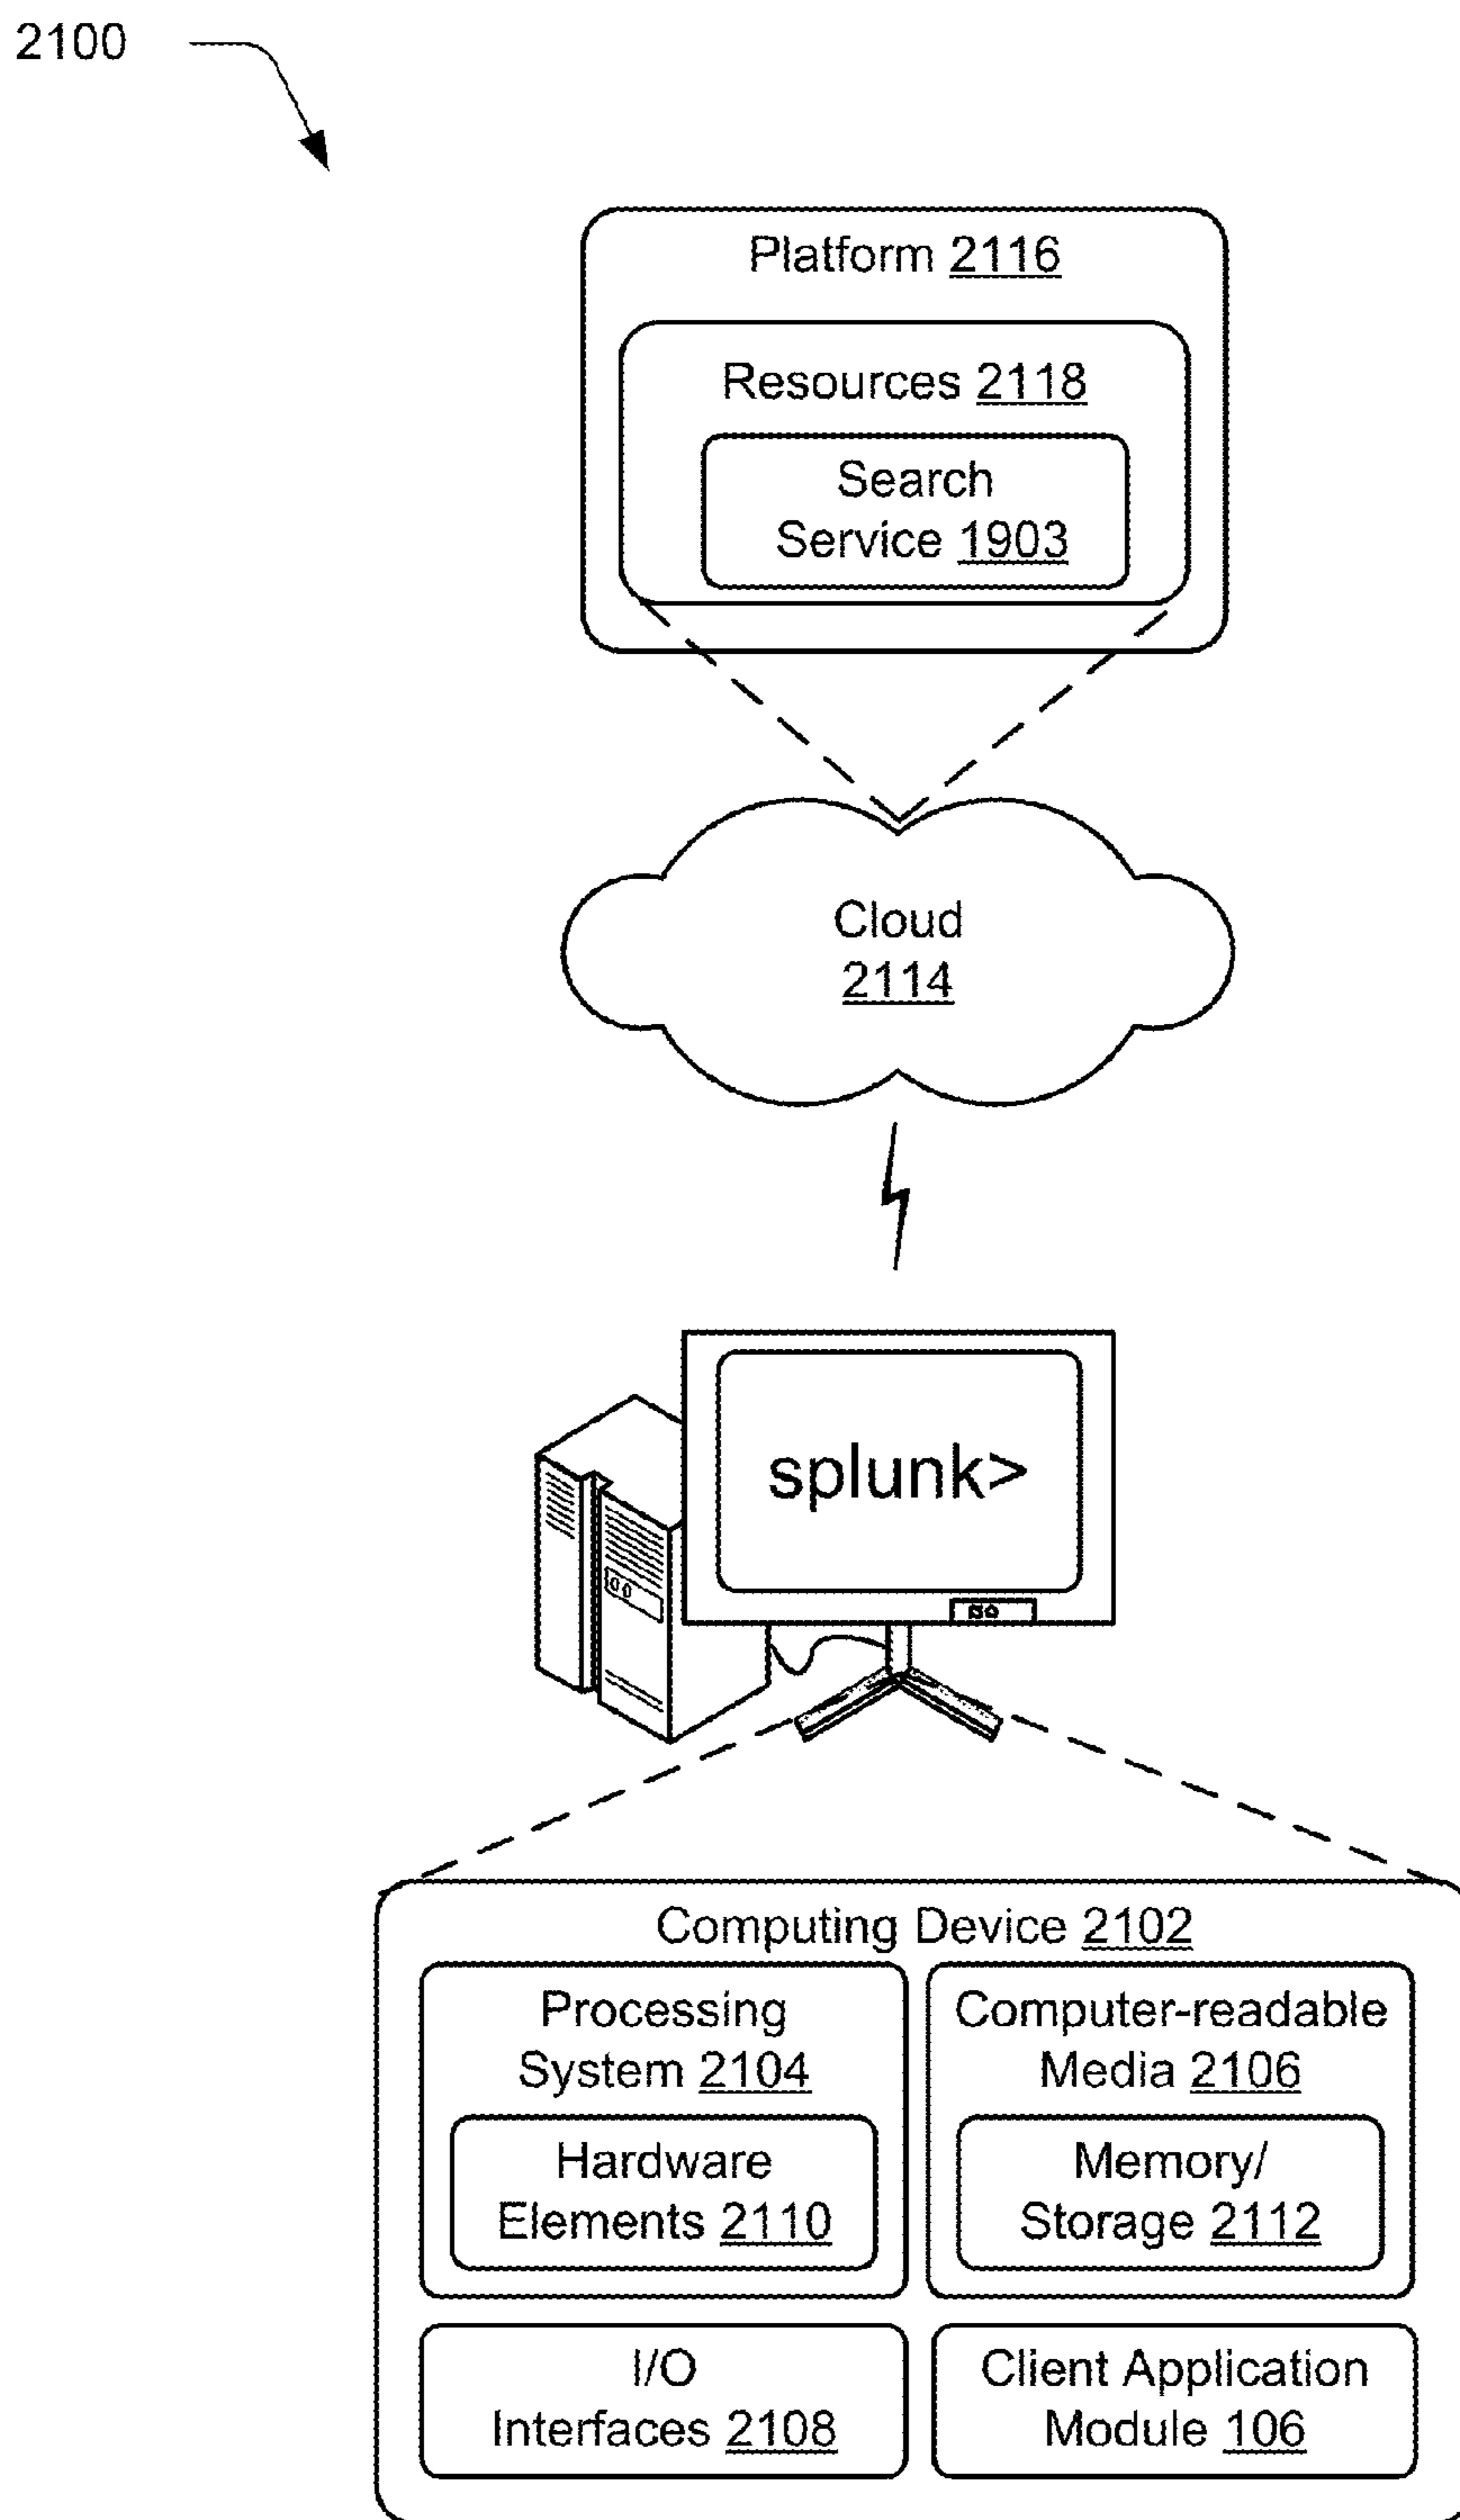 2100
Platform 2116
Resources 2118
Search
Service 1903
Cloud
2114
splunk>
Computing Device 2102
Processing
System 2104
Hardware
Elements 2110
Computer-readable
Media 2106
Memory/
Storage 2112
I/O
Interfaces 2108
Client Application
Module 106